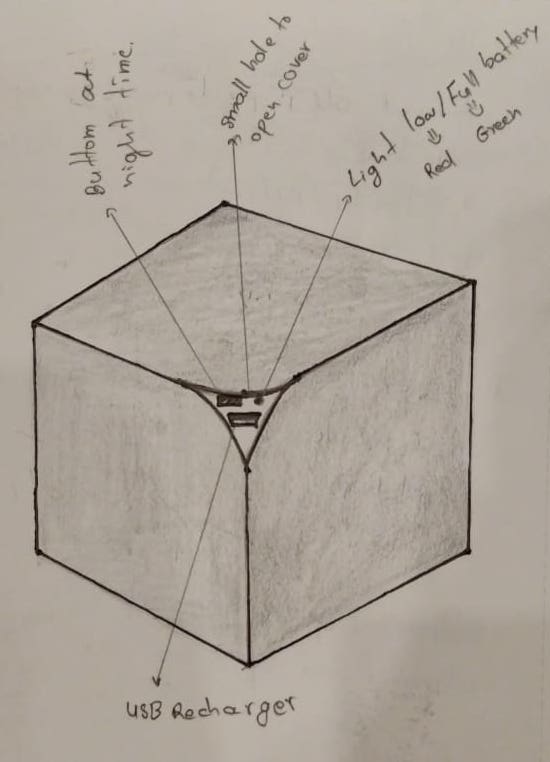 Buttom at
night time.
Small hole to
open cover
Light low/Full battery
Red Green
USB Recharger